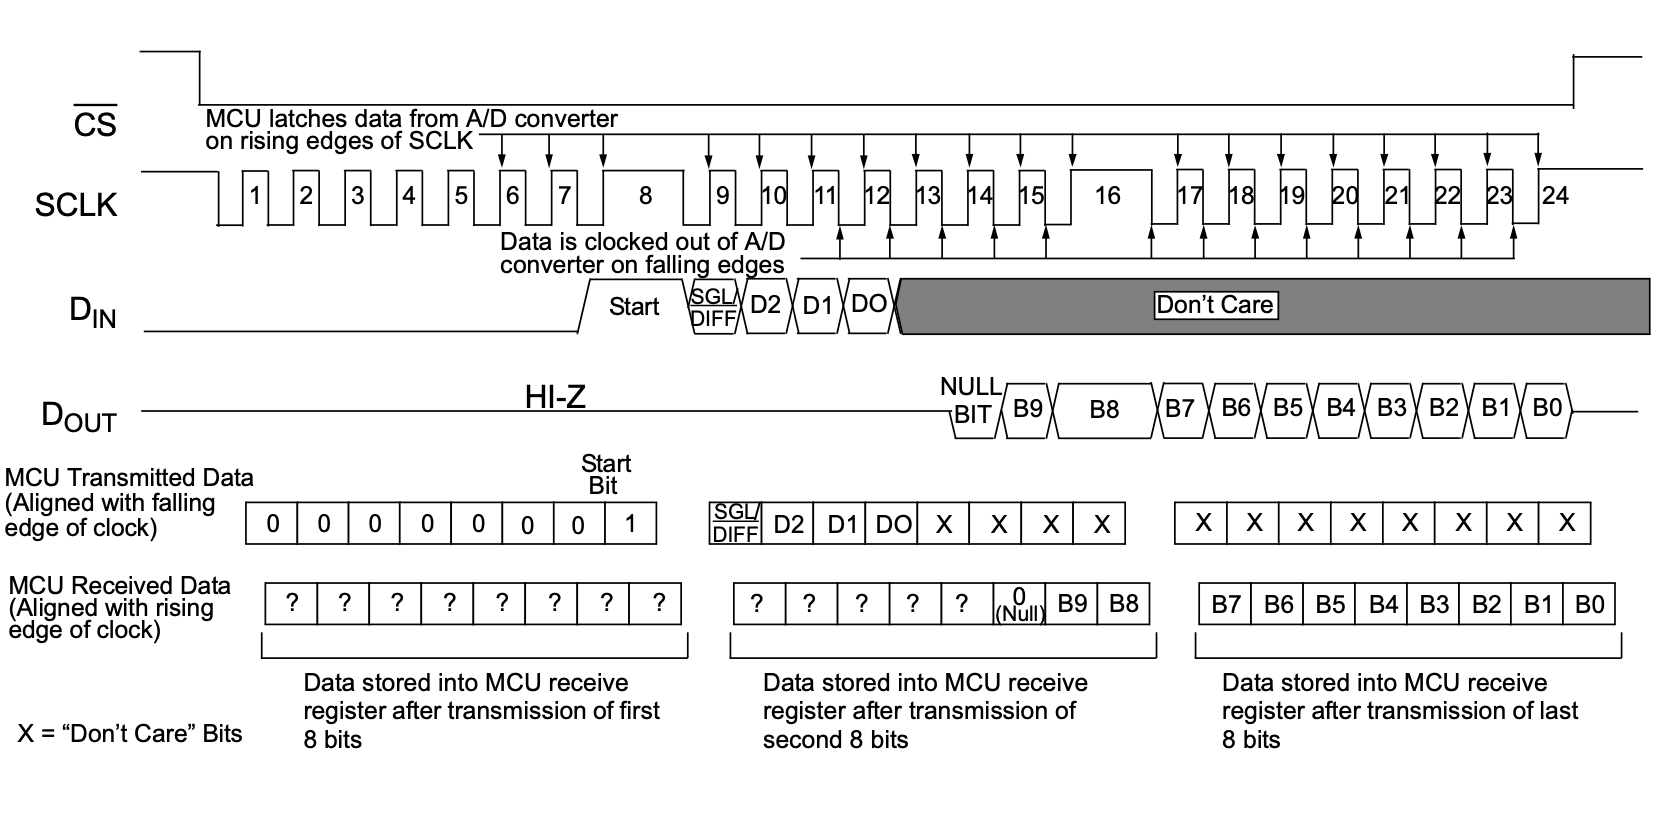 CS
MCU latches data from A/D converter
on rising edges of SCLK
SCLK
1 2 3 4 5 6 7 8 9 10 11 12 13 14 15 16 17 18 19 20 21 22 23 24
Data is clocked out of A/D
converter on falling edges
DIN
Start SGL/ D2 D1 DO Don't Care
DIFF
DOUT
HI-Z
NULL
BIT B9 B8 B7 B6 B5 B4 B3 B2 B1 B0
MCU Transmitted Data
(Aligned with falling
edge of clock)
Start
Bit
0 0 0 0 0 0 0 1
SGL/ D2 D1 DO X X X X
DIFF
X X X X X X X X
MCU Received Data
(Aligned with rising
edge of clock)
? ? ? ? ? ? ? ?
? ? ? ? ? 0 B9 B8
(Null)
B7 B6 B5 B4 B3 B2 B1 B0
Data stored into MCU receive
register after transmission of first
8 bits
Data stored into MCU receive
register after transmission of
second 8 bits
Data stored into MCU receive
register after transmission of last
8 bits
X = “Don’t Care” Bits